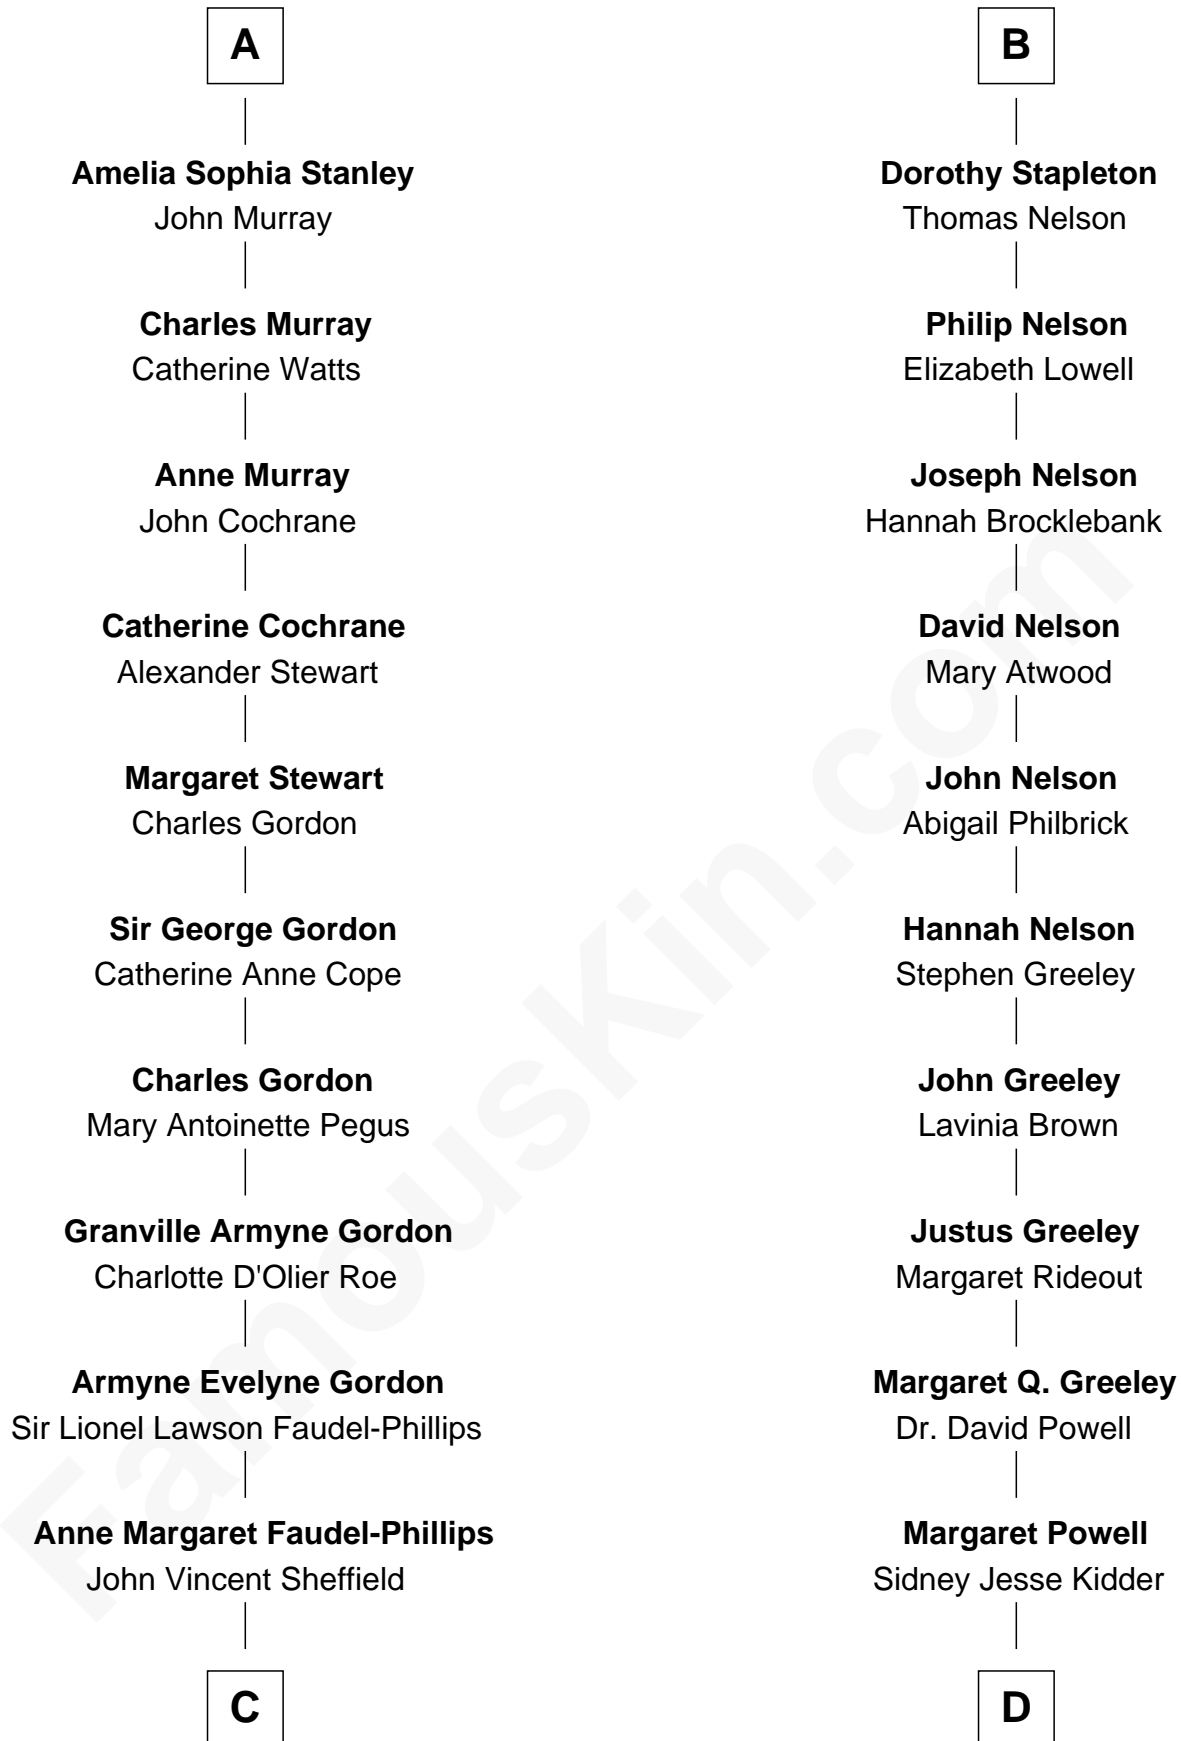 A
Amelia Sophia Stanley
John Murray
Charles Murray
Catherine Watts
Anne Murray
John Cochrane
Catherine Cochrane
Alexander Stewart
Margaret Stewart
Charles Gordon
Sir George Gordon
Catherine Anne Cope
Charles Gordon
Mary Antoinette Pegus
Granville Armyne Gordon
Charlotte D'Olier Roe
Armyne Evelyne Gordon
Sir Lionel Lawson Faudel-Phillips
Anne Margaret Faudel-Phillips
John Vincent Sheffield
C
B
Dorothy Stapleton
Thomas Nelson
Philip Nelson
Elizabeth Lowell
Joseph Nelson
Hannah Brocklebank
David Nelson
Mary Atwood
John Nelson
Abigail Philbrick
Hannah Nelson
Stephen Greeley
John Greeley
Lavinia Brown
Justus Greeley
Margaret Rideout
Margaret Q. Greeley
Dr. David Powell
Margaret Powell
Sidney Jesse Kidder
D
FamousKin.com